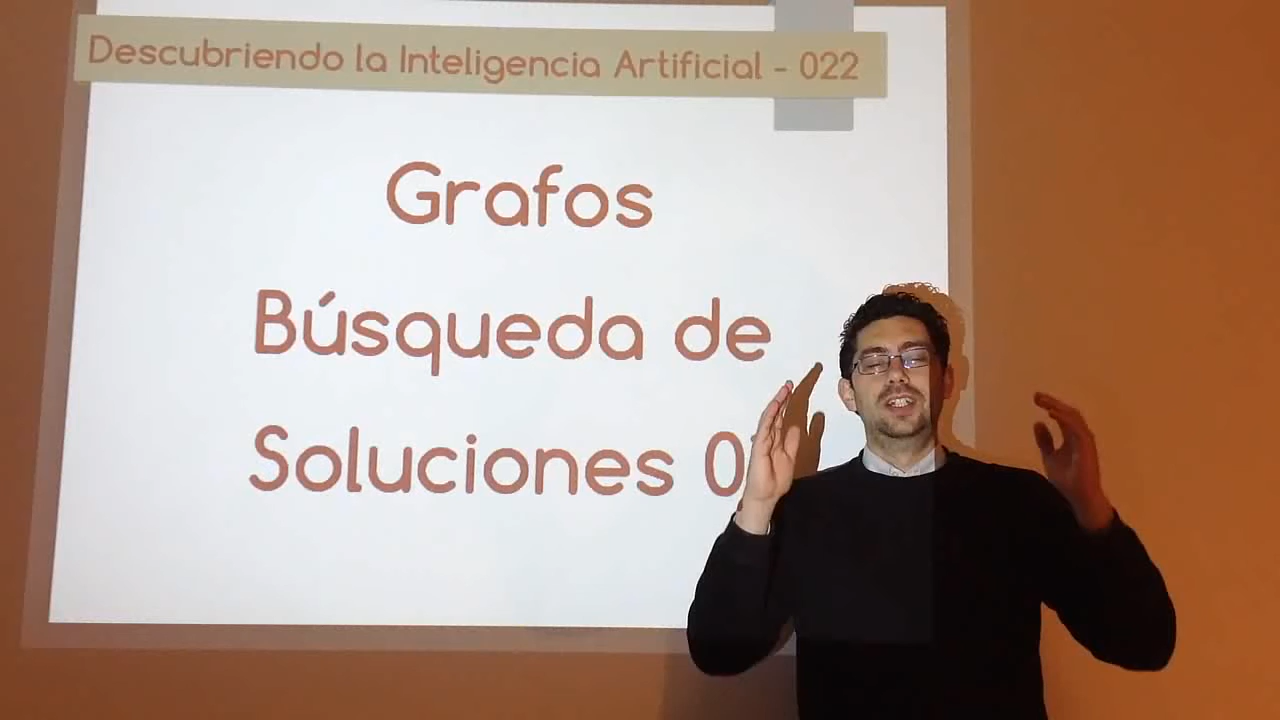 Descubriendo la Inteligencia Artificial - 022
Grafos
Búsqueda de
Soluciones